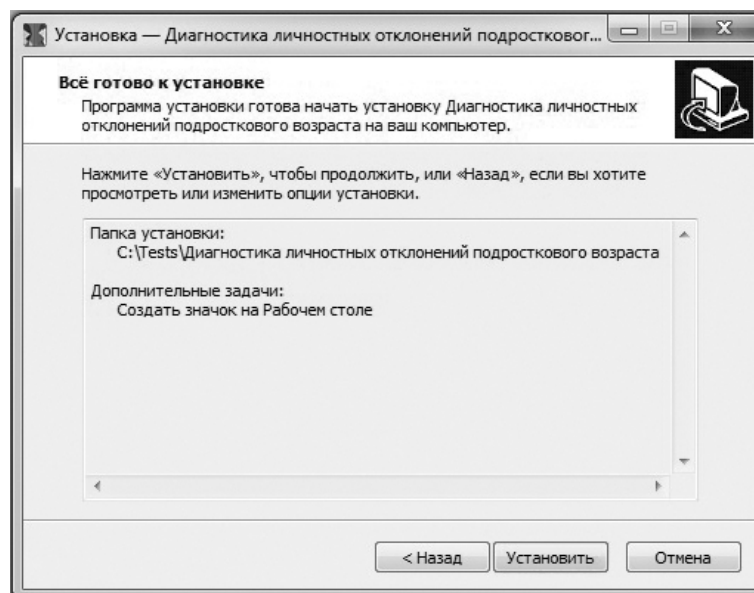 Установка — Диагностика личностных отклонений подростковог...
Всё готово к установке
Программа установки готова начать установку Диагностика личностных
отклонений подросткового возраста на ваш компьютер.
Нажмите «Установить», чтобы продолжить, или «Назад», если вы хотите
просмотреть или изменить опции установки.
Папка установки:
C:\Tests\Диагностика личностных отклонений подросткового возраста
Дополнительные задачи:
Создать значок на Рабочем столе
< Назад
Установить
Отмена